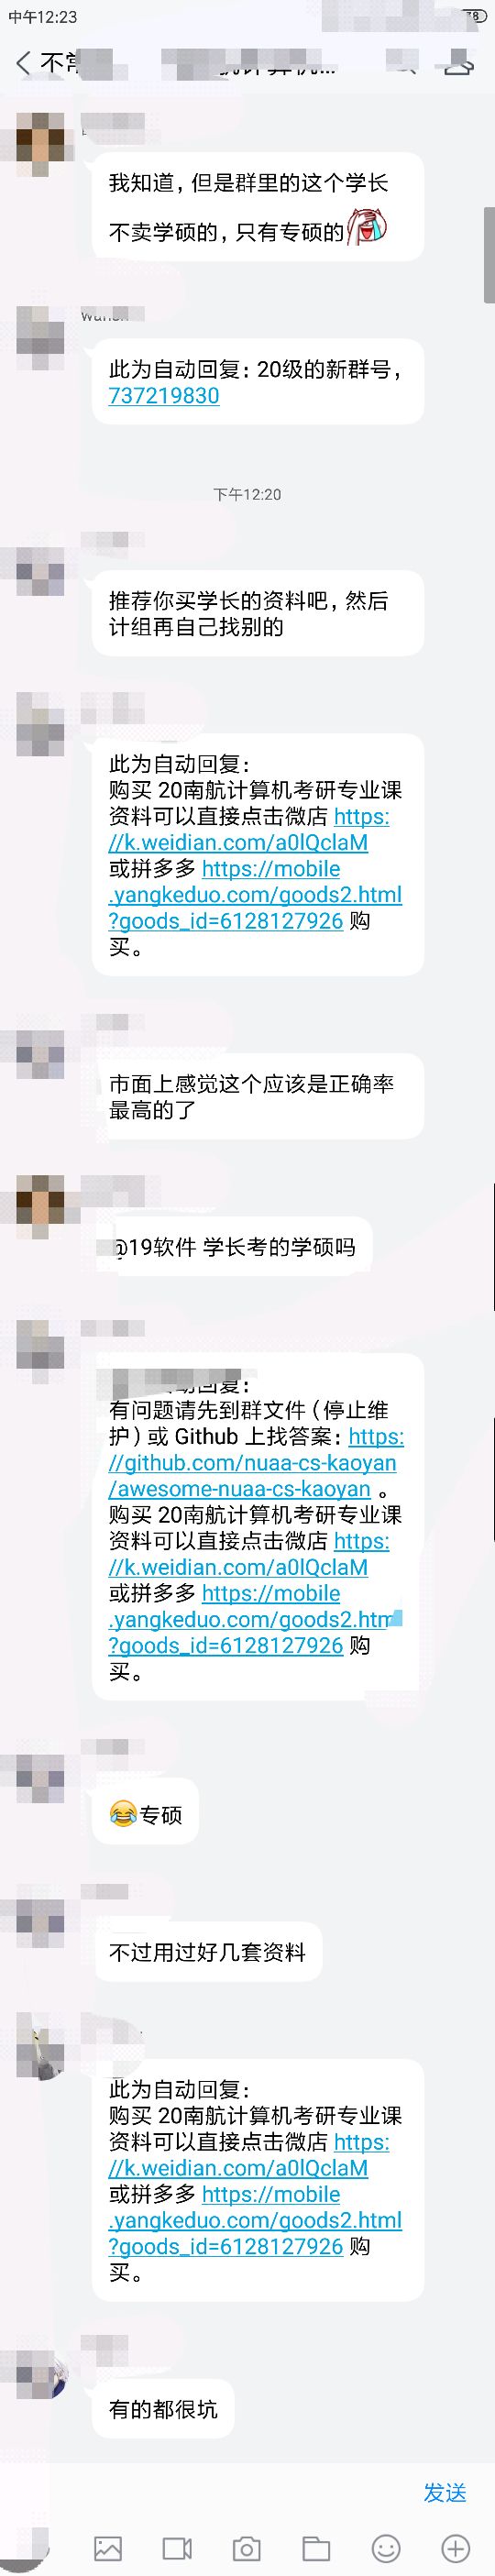 中午12:23
不常
航计算机...
我知道，但是群里的这个学长
不卖学硕的，只有专硕的
此为自动回复：20级的新群号，
737219830
下午12:20
推荐你买学长的资料吧，然后
计组再自己找别的
此为自动回复：
购买 20南航计算机考研专业课
资料可以直接点击微店 https:
//k.weidian.com/a0lQclaM
或拼多多 https://mobile
.yangkeduo.com/goods2.html
?goods_id=6128127926 购
买。
市面上感觉这个应该是正确率
最高的了
@19软件 学长考的学硕吗
动回复：
有问题请先到群文件（停止维
护）或 Github 上找答案：https:
//github.com/nuaa-cs-kaoyan
/awesome-nuaa-cs-kaoyan 。
购买 20南航计算机考研专业课
资料可以直接点击微店 https:
//k.weidian.com/a0lQclaM
或拼多多 https://mobile
.yangkeduo.com/goods2.htm
?goods_id=6128127926 购
买。
😂专硕
不过用过好几套资料
此为自动回复：
购买 20南航计算机考研专业课
资料可以直接点击微店 https:
//k.weidian.com/a0lQclaM
或拼多多 https://mobile
.yangkeduo.com/goods2.html
?goods_id=6128127926 购
买。
有的都很坑
发送